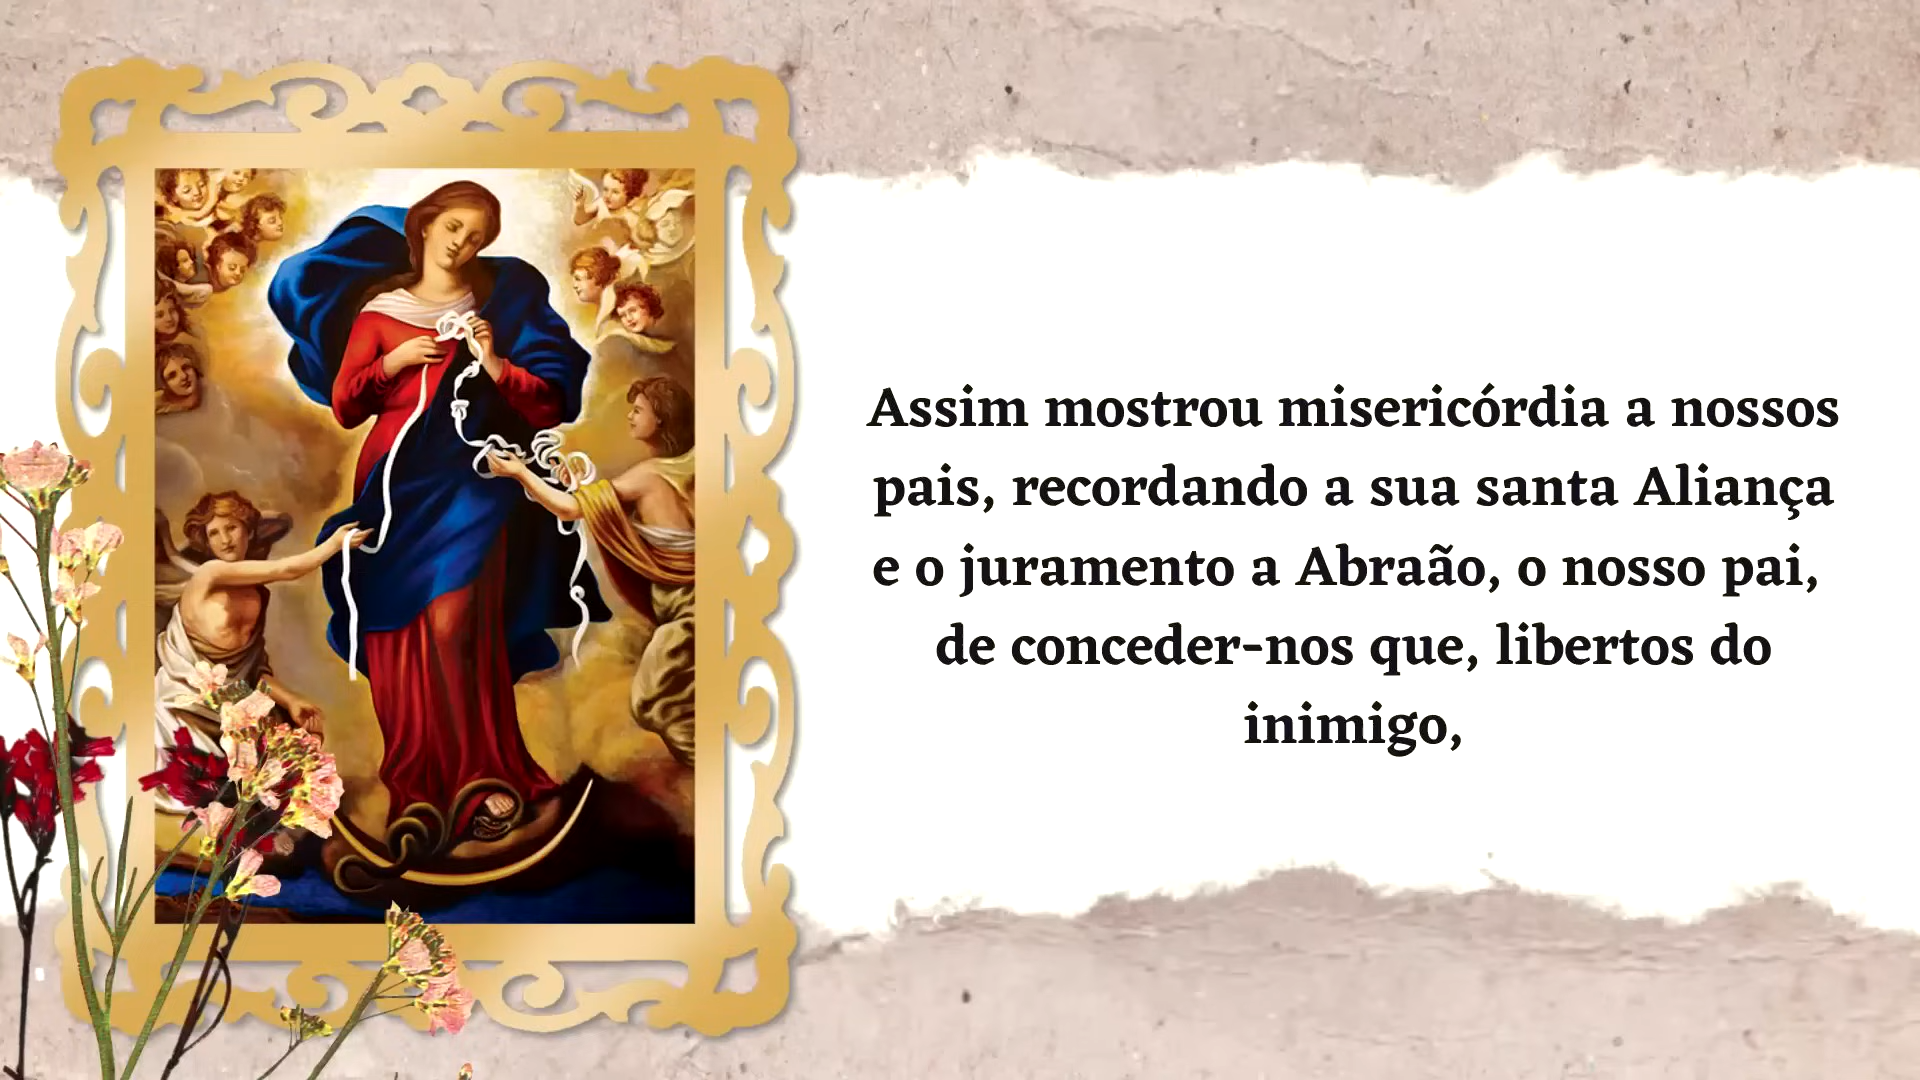 Assim mostrou misericórdia a nossos
pais, recordando a sua santa Aliança
e o juramento a Abraão, o nosso pai,
de conceder-nos que, libertos do
inimigo,